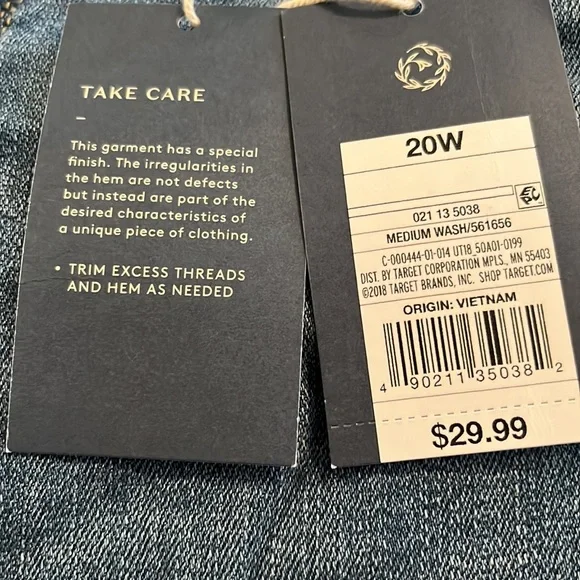 TAKE CARE
–
This garment has a special
finish. The irregularities in
the hem are not defects
but instead are part of the
desired characteristics of
a unique piece of clothing.
• TRIM EXCESS THREADS
AND HEM AS NEEDED
20W
EPC
021 13 5038
MEDIUM WASH/561656
C-000444-01-014 UT18_50A01-0199
DIST. BY TARGET CORPORATION MPLS., MN 55403
©2018 TARGET BRANDS, INC. SHOP TARGET.COM
ORIGIN: VIETNAM
4 90211 35038 2
$29.99